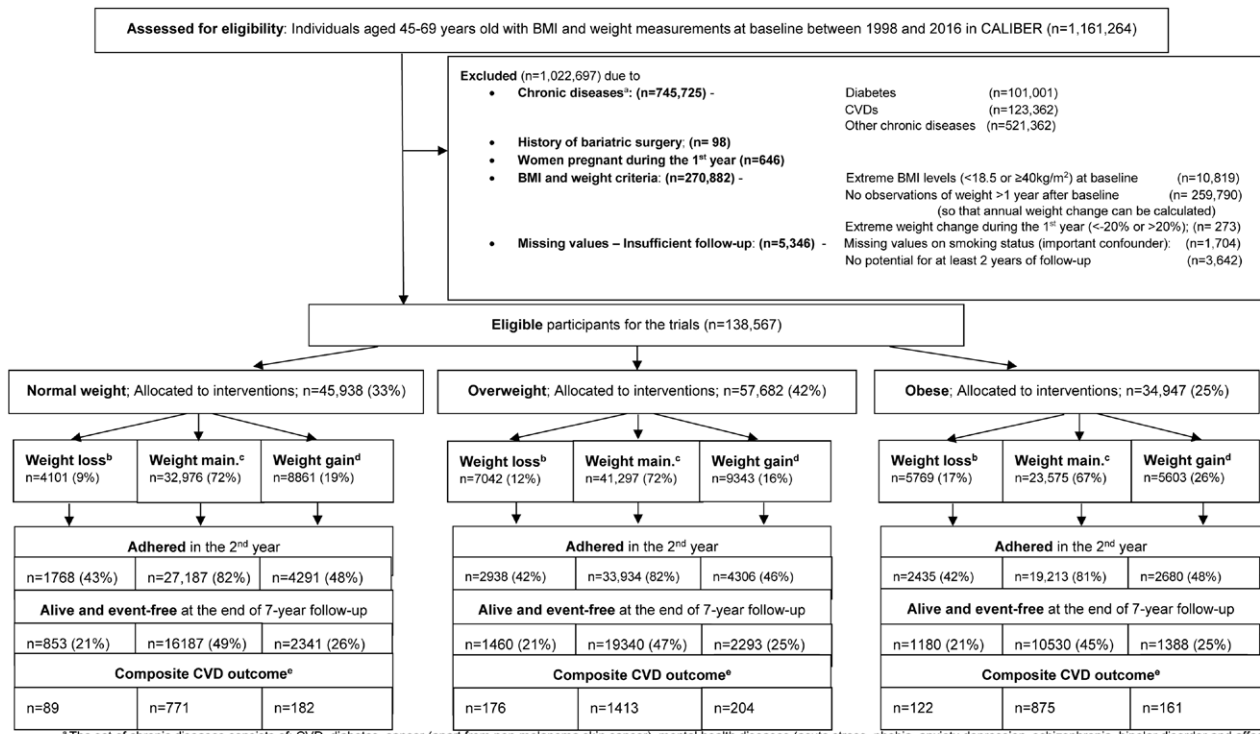 Assessed for eligibility: Individuals aged 45-69 years old with BMI and weight measurements at baseline between 1998 and 2016 in CALIBER (n=1,161,264)
Excluded (n=1,022,697) due to
• Chronic diseasesᵃ: (n=745,725) - Diabetes (n=101,001)
CVDs (n=123,362)
Other chronic diseases (n=521,362)
• History of bariatric surgery; (n= 98)
• Women pregnant during the 1st year (n=646)
• BMI and weight criteria: (n=270,882) - Extreme BMI levels (<18.5 or ≥40kg/m²) at baseline (n=10,819)
No observations of weight >1 year after baseline (n= 259,790)
(so that annual weight change can be calculated)
Extreme weight change during the 1st year (<-20% or >20%); (n= 273)
• Missing values – Insufficient follow-up: (n=5,346) - Missing values on smoking status (important confounder): (n=1,704)
No potential for at least 2 years of follow-up (n=3,642)
Eligible participants for the trials (n=138,567)
Normal weight; Allocated to interventions; n=45,938 (33%)
Overweight; Allocated to interventions; n=57,682 (42%)
Obese; Allocated to interventions; n=34,947 (25%)
Weight lossᵇ Weight main.ᶜ Weight gainᵈ
n=4101 (9%) n=32,976 (72%) n=8861 (19%)
Weight lossᵇ Weight main.ᶜ Weight gainᵈ
n=7042 (12%) n=41,297 (72%) n=9343 (16%)
Weight lossᵇ Weight main.ᶜ Weight gainᵈ
n=5769 (17%) n=23,575 (67%) n=5603 (26%)
Adhered in the 2nd year
n=1768 (43%) n=27,187 (82%) n=4291 (48%)
Alive and event-free at the end of 7-year follow-up
n=853 (21%) n=16187 (49%) n=2341 (26%)
Composite CVD outcomeᵉ
n=89 n=771 n=182
Adhered in the 2nd year
n=2938 (42%) n=33,934 (82%) n=4306 (46%)
Alive and event-free at the end of 7-year follow-up
n=1460 (21%) n=19340 (47%) n=2293 (25%)
Composite CVD outcomeᵉ
n=176 n=1413 n=204
Adhered in the 2nd year
n=2435 (42%) n=19,213 (81%) n=2680 (48%)
Alive and event-free at the end of 7-year follow-up
n=1180 (21%) n=10530 (45%) n=1388 (25%)
Composite CVD outcomeᵉ
n=122 n=875 n=161